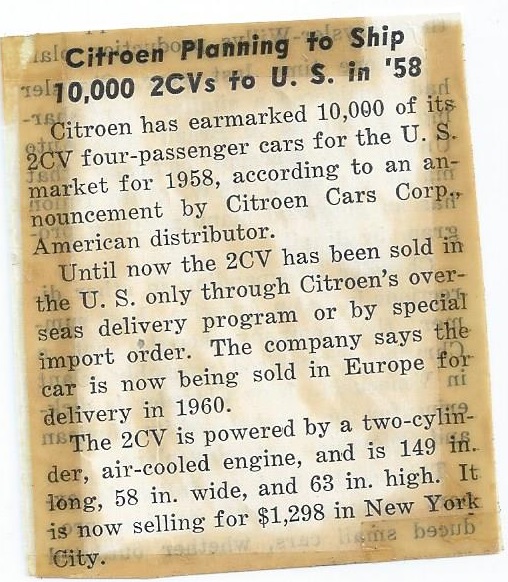 Citroen Planning to Ship
10,000 2CVs to U. S. in '58
Citroen has earmarked 10,000 of its
2CV four-passenger cars for the U. S.
market for 1958, according to an an-
nouncement by Citroen Cars Corp.,
American distributor.
Until now the 2CV has been sold in
the U. S. only through Citroen's over-
seas delivery program or by special
import order. The company says the
car is now being sold in Europe for
delivery in 1960.
The 2CV is powered by a two-cylin-
der, air-cooled engine, and is 149 in.
long, 58 in. wide, and 63 in. high. It
is now selling for $1,298 in New York
City.